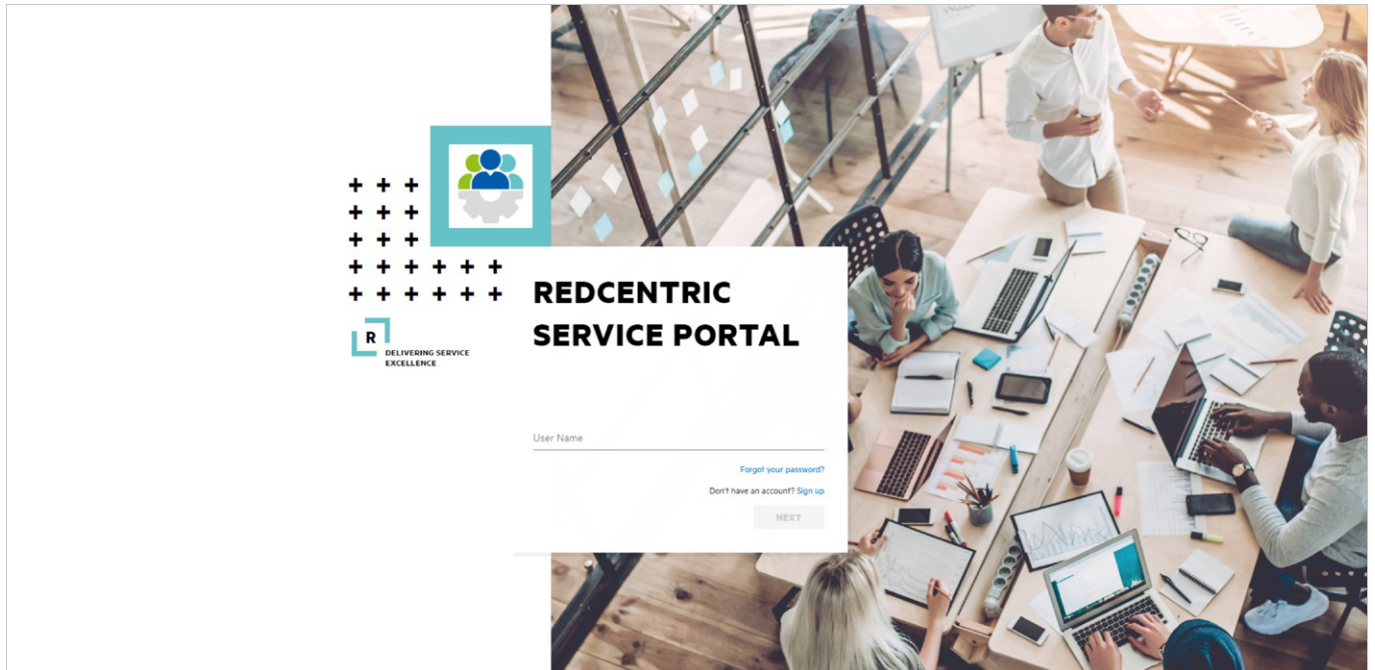 REDCENTRIC
SERVICE PORTAL
R
DELIVERING SERVICE
EXCELLENCE
User Name
Forgot your password?
Don't have an account? Sign up
NEXT